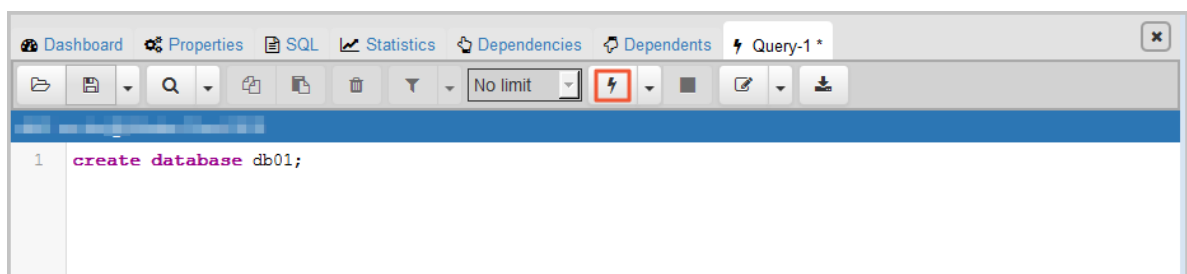 Dashboard Properties SQL Statistics Dependencies Dependents Query-1 *
No limit
1 create database db01;